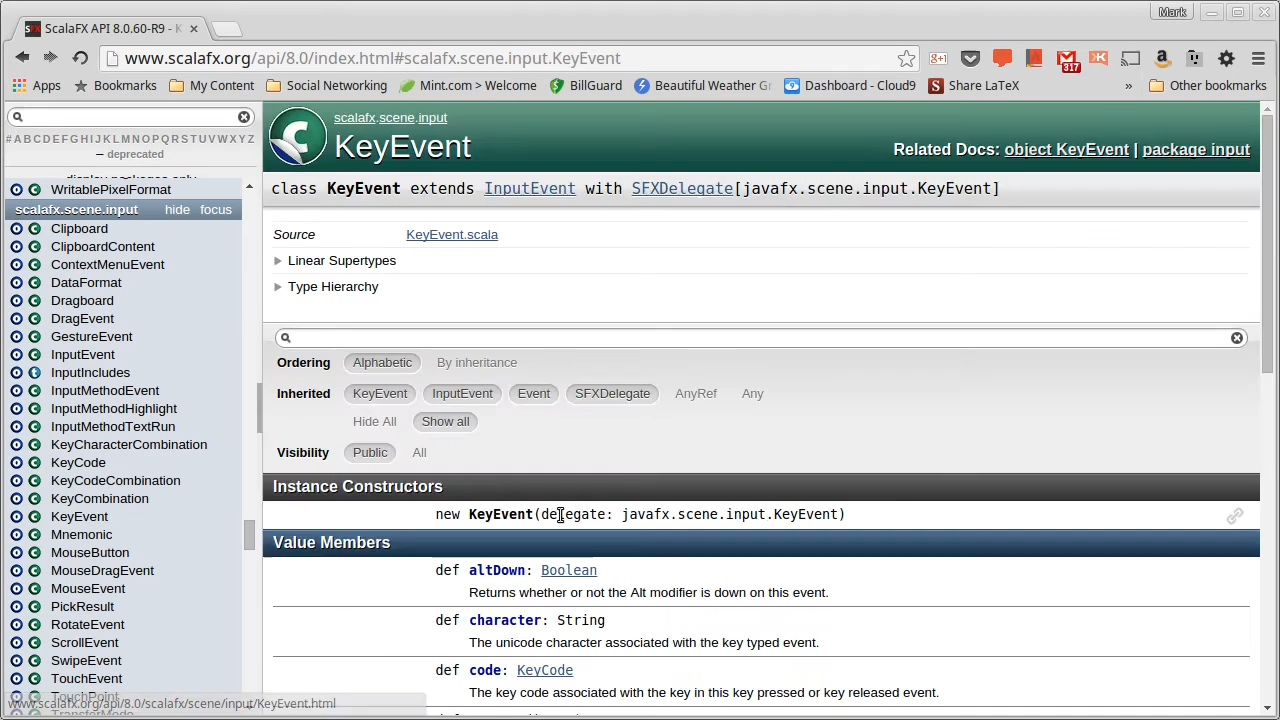 Mark
SFX ScalaFX API 8.0.60-R9 - K
www.scalafx.org/api/8.0/index.html#scalafx.scene.input.KeyEvent
317
Apps Bookmarks My Content Social Networking Mint.com > Welcome BillGuard Beautiful Weather Gr Dashboard - Cloud9 Share LaTeX » Other bookmarks
#ABCDEFGHIJKLMNOPQRSTUVWXYZ
– deprecated
display packages only
WritablePixelFormat
scalafx.scene.input hide focus
Clipboard
ClipboardContent
ContextMenuEvent
DataFormat
Dragboard
DragEvent
GestureEvent
InputEvent
InputIncludes
InputMethodEvent
InputMethodHighlight
InputMethodTextRun
KeyCharacterCombination
KeyCode
KeyCodeCombination
KeyCombination
KeyEvent
Mnemonic
MouseButton
MouseDragEvent
MouseEvent
PickResult
RotateEvent
ScrollEvent
SwipeEvent
TouchEvent
TouchPoint
TransferMode
www.scalafx.org/api/8.0/scalafx/scene/input/KeyEvent.html
scalafx.scene.input
KeyEvent
Related Docs: object KeyEvent | package input
class KeyEvent extends InputEvent with SFXDelegate[javafx.scene.input.KeyEvent]
Source KeyEvent.scala
Linear Supertypes
Type Hierarchy
Ordering Alphabetic By inheritance
Inherited KeyEvent InputEvent Event SFXDelegate AnyRef Any
Hide All Show all
Visibility Public All
Instance Constructors
new KeyEvent(delegate: javafx.scene.input.KeyEvent)
Value Members
def altDown: Boolean
Returns whether or not the Alt modifier is down on this event.
def character: String
The unicode character associated with the key typed event.
def code: KeyCode
The key code associated with the key in this key pressed or key released event.